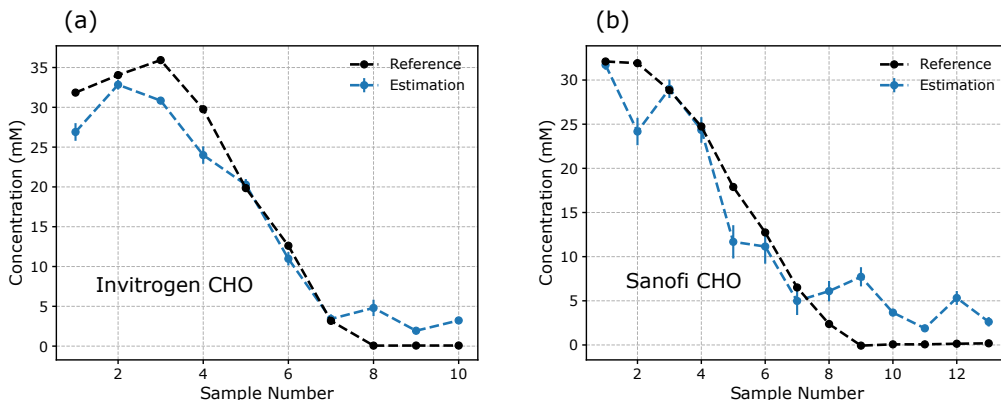 (a)
Concentration (mM)
35
30
25
20
15
10
5
0
2
4
6
8
10
Sample Number
Reference
Estimation
Invitrogen CHO
(b)
Concentration (mM)
30
25
20
15
10
5
0
2
4
6
8
10
12
Sample Number
Reference
Estimation
Sanofi CHO